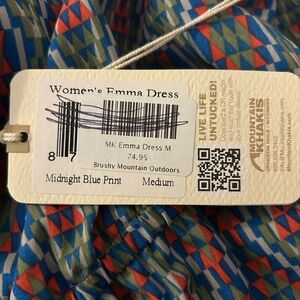 Women's Emma Dress
8 7
MK Emma Dress M
74.95
Brushy Mountain Outdoors
Midnight Blue Print Medium
LIVE LIFE
UNTUCKED!
MOUNTAIN
KHAKIS